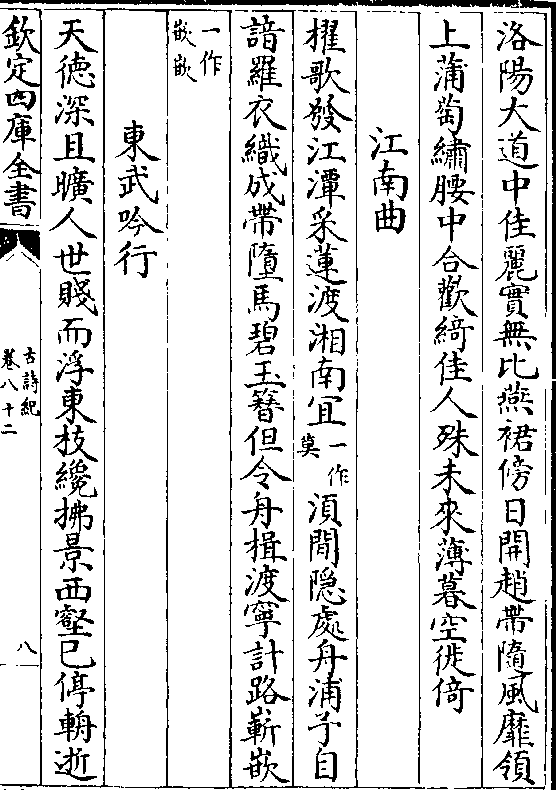 洛陽大道中佳麗實無比燕裙傍日開趙帶隨風靡領
上蒲萄繡腰中合歡綺佳人殊未來薄暮空徙倚
江南曲
櫂歌發江潭采蓮渡湘南宜一作莫須閒隠處舟浦予自
諳羅衣織成帶墮馬碧玉簪但令舟楫渡寧計路嶄嵌
一作嵌嵌
東武吟行
天徳深且曠人世賤而浮東枝纔拂景西壑已停輈逝
欽定四庫全書
古詩紀
卷八十二
八